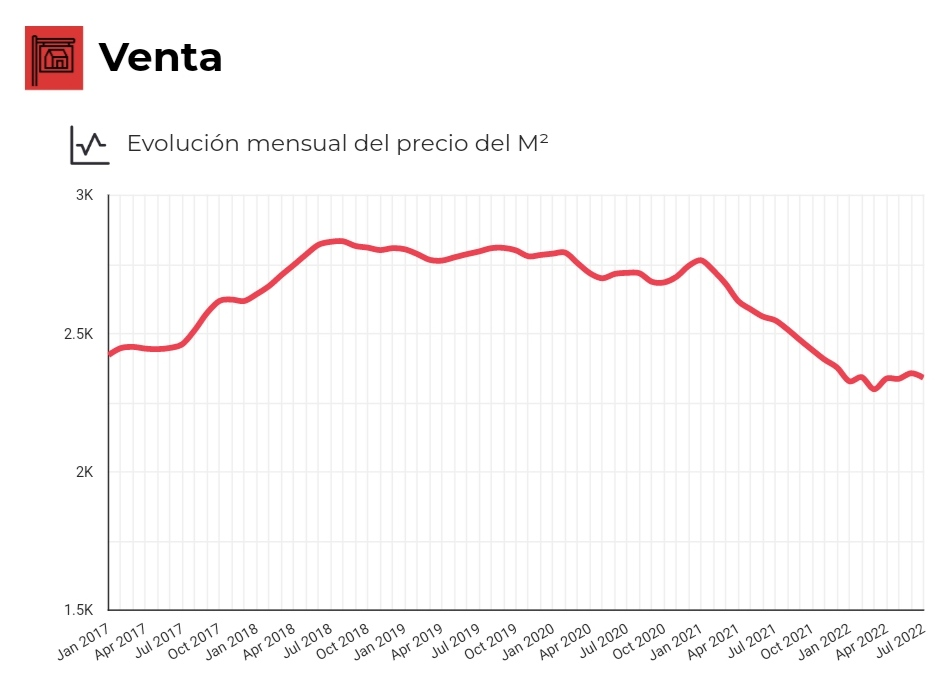 Venta
Evolución mensual del precio del M²
3K
2.5K
2K
1.5K
Jan 2017
Apr 2017
Jul 2017
Oct 2017
Jan 2018
Apr 2018
Jul 2018
Oct 2018
Jan 2019
Apr 2019
Jul 2019
Oct 2019
Jan 2020
Apr 2020
Jul 2020
Oct 2020
Jan 2021
Apr 2021
Jul 2021
Oct 2021
Jan 2022
Apr 2022
Jul 2022